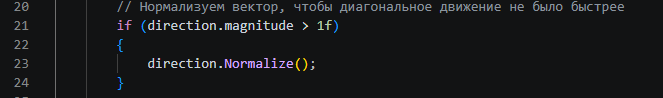 20 // Нормализуем вектор, чтобы диагональное движение не было быстрее
21 if (direction.magnitude > 1f)
22 {
23 direction.Normalize();
24 }